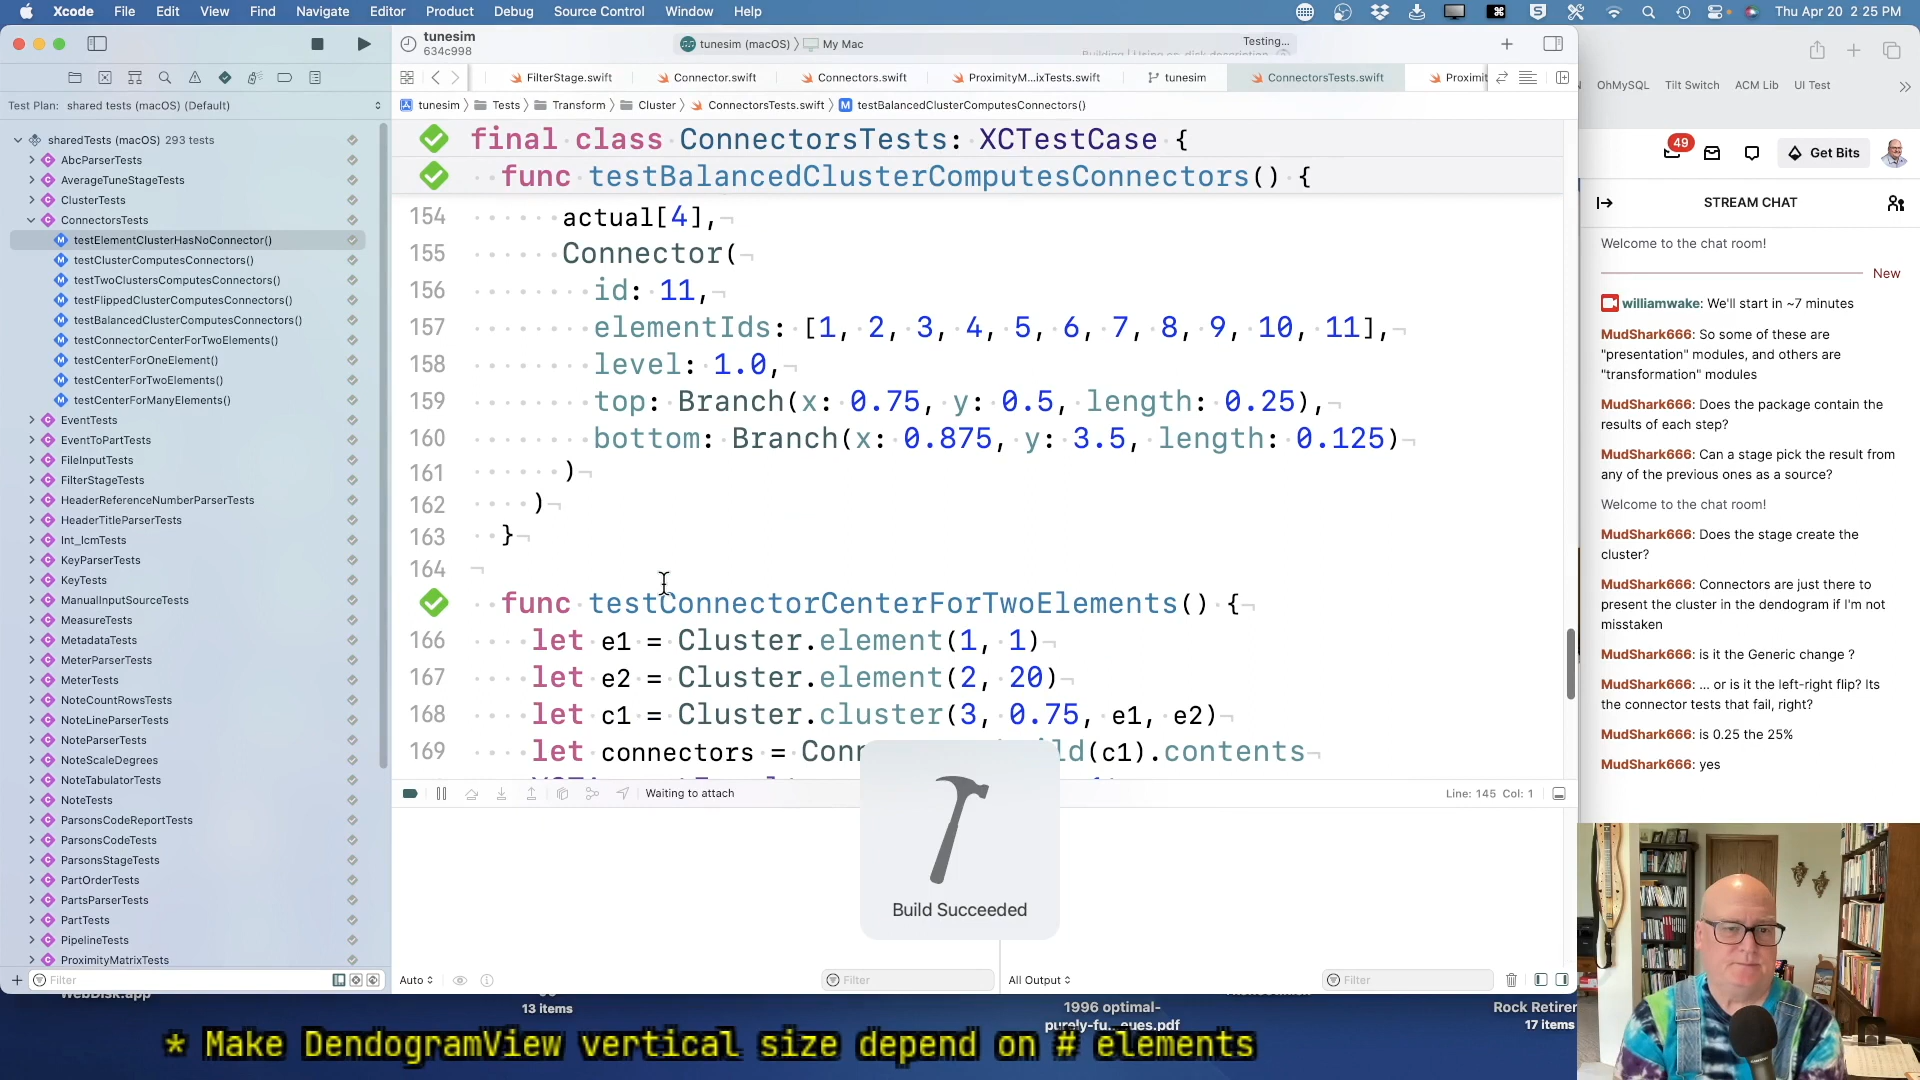 Xcode File Edit View Find Navigate Editor Product Debug Source Control Window Help Thu Apr 20 2:25 PM
tunesim
634c998
tunesim (macOS) 〉 My Mac
Testing...
FilterStage.swift Connector.swift Connectors.swift ProximityM...ixTests.swift tunesim ConnectorsTests.swift Proximit
Test Plan: shared tests (macOS) (Default)
tunesim 〉 Tests 〉 Transform 〉 Cluster 〉 ConnectorsTests.swift 〉 M testBalancedClusterComputesConnectors()
sharedTests (macOS) 293 tests
AbcParserTests
AverageTuneStageTests
ClusterTests
ConnectorsTests
testElementClusterHasNoConnector()
testClusterComputesConnectors()
testTwoClustersComputesConnectors()
testFlippedClusterComputesConnectors()
testBalancedClusterComputesConnectors()
testConnectorCenterForTwoElements()
testCenterForOneElement()
testCenterForTwoElements()
testCenterForManyElements()
EventTests
EventToPartTests
FileInputTests
FilterStageTests
HeaderReferenceNumberParserTests
HeaderTitleParserTests
Int_IcmTests
KeyParserTests
KeyTests
ManualInputSourceTests
MeasureTests
MetadataTests
MeterParserTests
MeterTests
NoteCountRowsTests
NoteLineParserTests
NoteParserTests
NoteScaleDegrees
NoteTabulatorTests
NoteTests
ParsonsCodeReportTests
ParsonsCodeTests
ParsonsStageTests
PartOrderTests
PartsParserTests
PartTests
PipelineTests
ProximityMatrixTests
Filter
final class ConnectorsTests: XCTestCase {
func testBalancedClusterComputesConnectors() {
154 actual[4],
155 Connector(
156 id: 11,
157 elementIds: [1, 2, 3, 4, 5, 6, 7, 8, 9, 10, 11],
158 level: 1.0,
159 top: Branch(x: 0.75, y: 0.5, length: 0.25),
160 bottom: Branch(x: 0.875, y: 3.5, length: 0.125)
161 )
162 )
163 }
164
func testConnectorCenterForTwoElements() {
166 let e1 = Cluster.element(1, 1)
167 let e2 = Cluster.element(2, 20)
168 let c1 = Cluster.cluster(3, 0.75, e1, e2)
169 let connectors = Con ld(c1).contents
Build Succeeded
Waiting to attach
Line: 145 Col: 1
Auto
Filter
All Output
Filter
OhMySQL Tilt Switch ACM Lib UI Test
49
Get Bits
STREAM CHAT
Welcome to the chat room!
New
williamwake: We'll start in ~7 minutes
MudShark666: So some of these are
"presentation" modules, and others are
"transformation" modules
MudShark666: Does the package contain the
results of each step?
MudShark666: Can a stage pick the result from
any of the previous ones as a source?
Welcome to the chat room!
MudShark666: Does the stage create the
cluster?
MudShark666: Connectors are just there to
present the cluster in the dendogram if I'm not
misstaken
MudShark666: is it the Generic change ?
MudShark666: ... or is it the left-right flip? Its
the connector tests that fail, right?
MudShark666: is 0.25 the 25%
MudShark666: yes
WebDisk.app
13 items
1996 optimal-
purely-fu...eues.pdf
Rock Retirer
17 items
* Make DendogramView vertical size depend on # elements